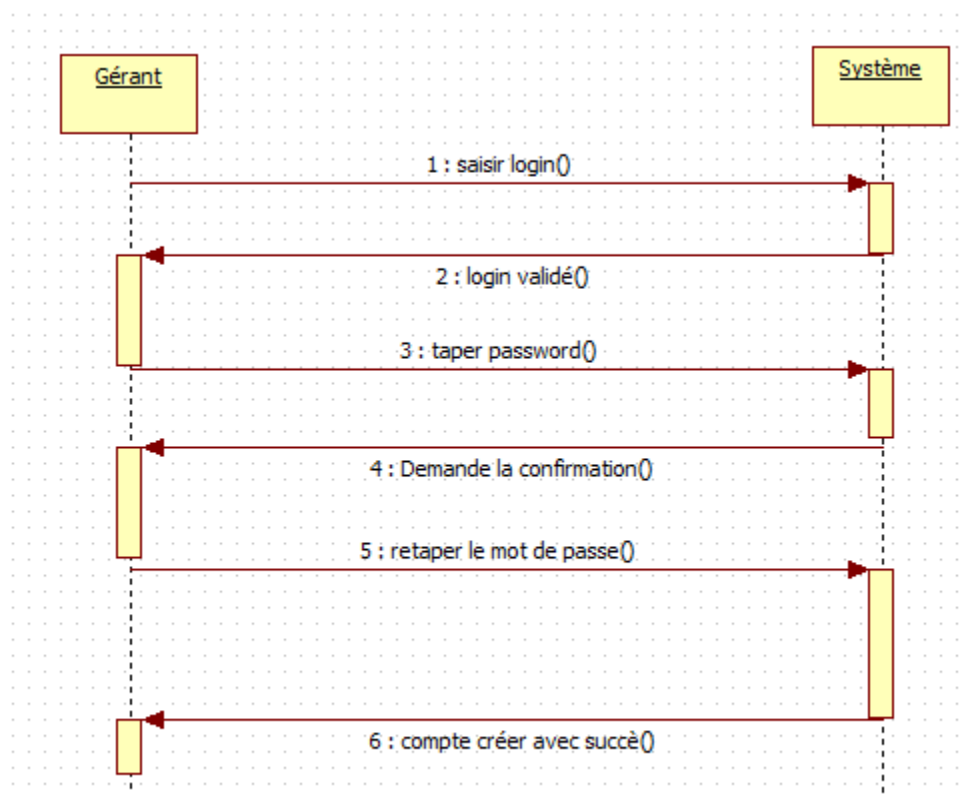 Gérant
Système
1 : saisir login()
2 : login validé()
3 : taper password()
4 : Demande la confirmation()
5 : retaper le mot de passe()
6 : compte créer avec succè()